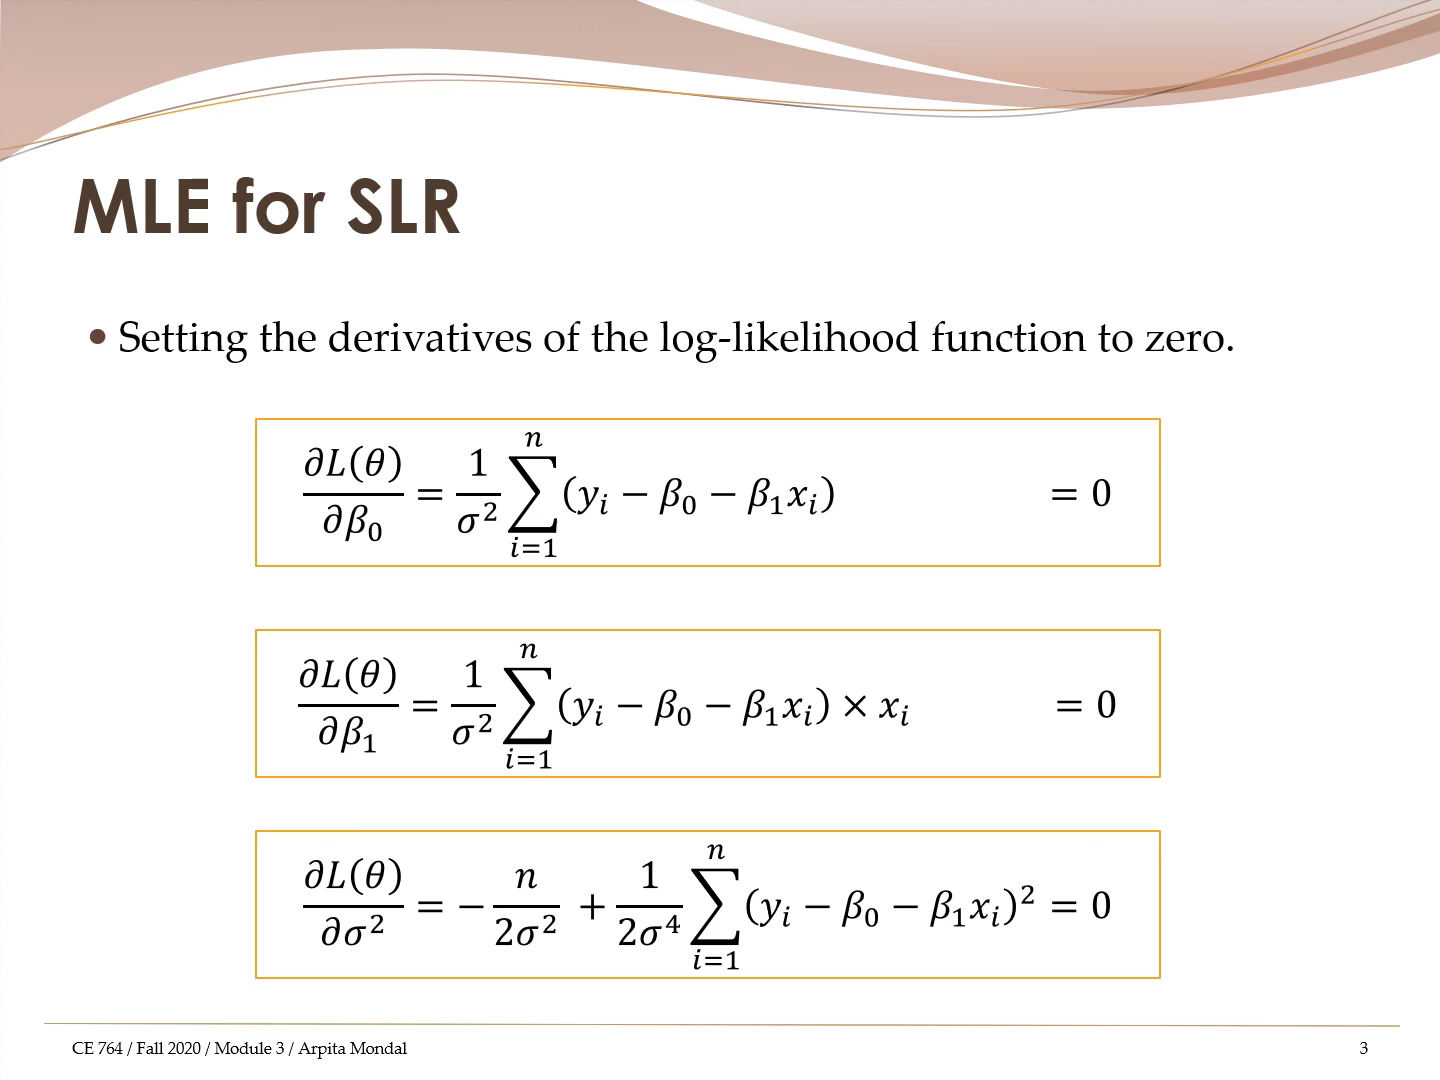 MLE for SLR
• Setting the derivatives of the log-likelihood function to zero.
∂L(θ)/∂β₀ = 1/σ² ∑ᵢ₌₁ⁿ (yᵢ − β₀ − β₁xᵢ) = 0
∂L(θ)/∂β₁ = 1/σ² ∑ᵢ₌₁ⁿ (yᵢ − β₀ − β₁xᵢ) × xᵢ = 0
∂L(θ)/∂σ² = − n/2σ² + 1/2σ⁴ ∑ᵢ₌₁ⁿ (yᵢ − β₀ − β₁xᵢ)² = 0
CE 764 / Fall 2020 / Module 3 / Arpita Mondal 3